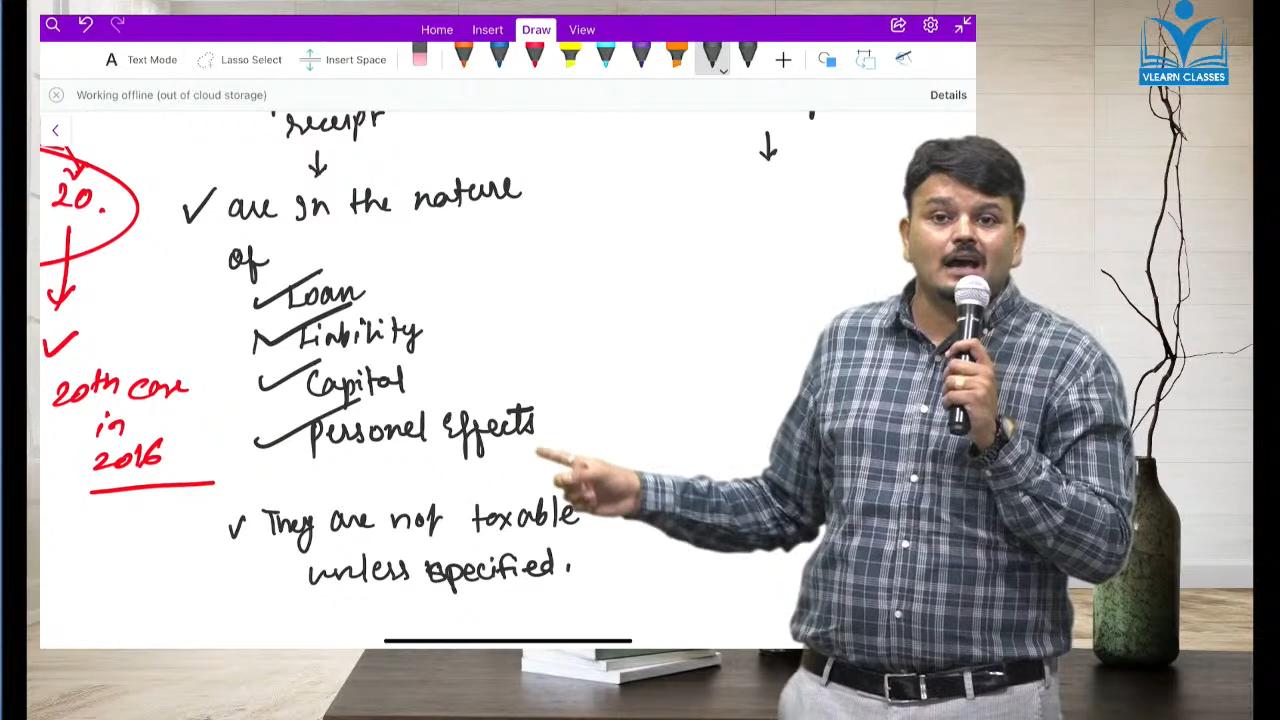 Home Insert Draw View
VLEARN CLASSES
A Text Mode Lasso Select Insert Space
Working offline (out of cloud storage) Details
receipt
20.
✓ are in the nature
of
Loan
Liability
Capital
personel Effects
20th case
in
2016
✓ They are not taxable
unless specified.